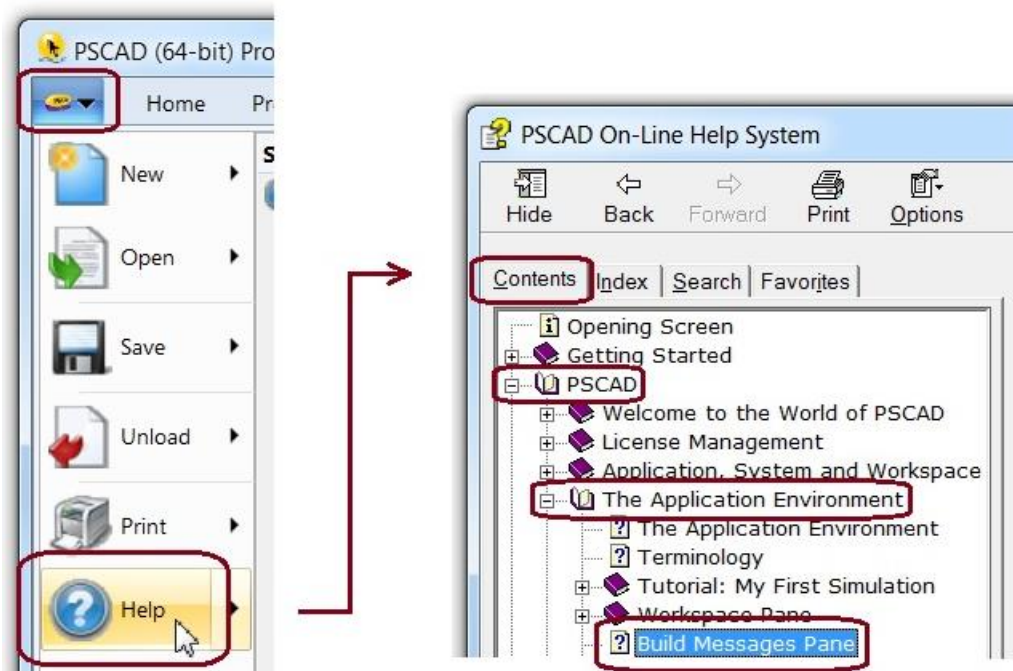 PSCAD (64-bit) Pro
Home Pr
New
Open
Save
Unload
Print
Help
PSCAD On-Line Help System
Hide Back Forward Print Options
Contents Index Search Favorites
Opening Screen
Getting Started
PSCAD
Welcome to the World of PSCAD
License Management
Application, System and Workspace
The Application Environment
The Application Environment
Terminology
Tutorial: My First Simulation
Workspace Pane
Build Messages Pane